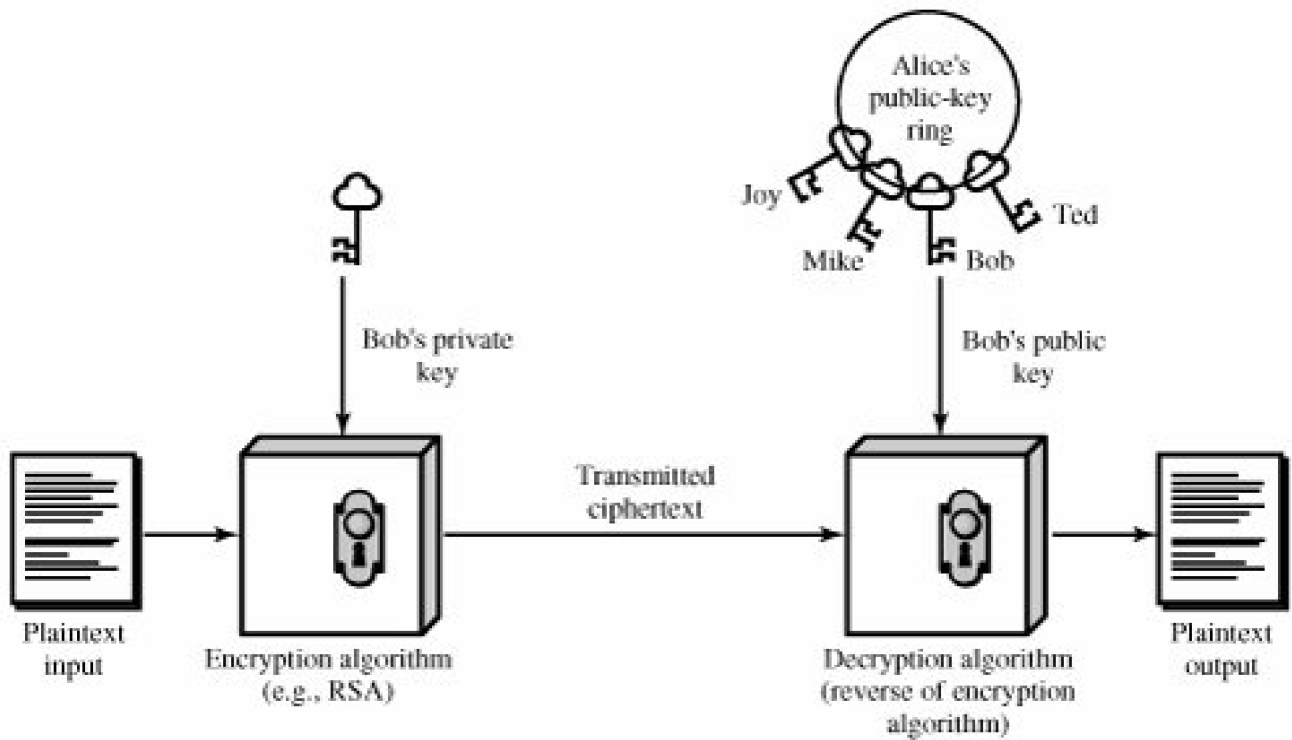 Alice's
public-key
ring
Joy
Ted
Mike
Bob
Bob's private
key
Bob's public
key
Transmitted
ciphertext
Plaintext
input
Encryption algorithm
(e.g., RSA)
Decryption algorithm
(reverse of encryption
algorithm)
Plaintext
output